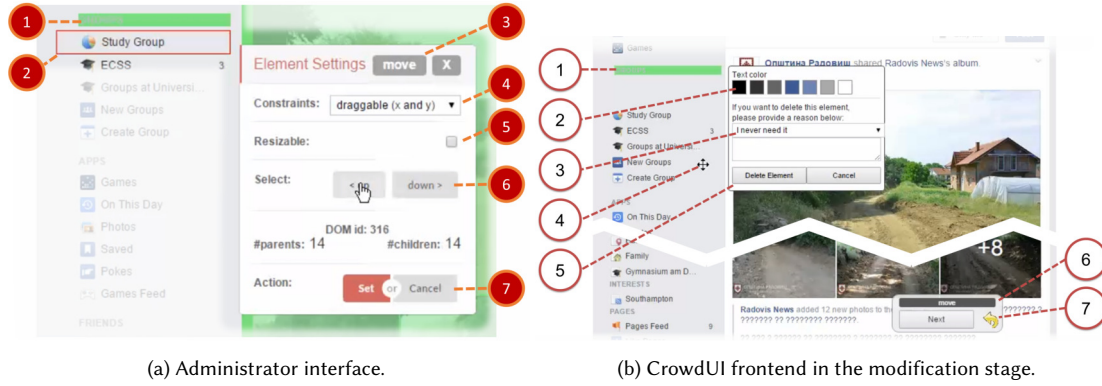 1
2
Study Group
ECSS 3
Groups at Universi...
New Groups
Create Group
APPS
Games
On This Day
Photos
Saved
Pokes
Games Feed
FRIENDS
Element Settings move X
Constraints: draggable (x and y)
Resizable:
Select: < down >
DOM id: 316
#parents: 14 #children: 14
Action: Set or Cancel
3
4
5
6
7
(a) Administrator interface.
1
2
3
4
5
Games
Study Group
ECSS 3
Groups at Universi...
New Groups
Create Group
APPS
On This Day
Family
Gymnasium am D...
INTERESTS
Southampton
PAGES
Pages Feed 9
Општина Радовиш shared Radovis News's album
Text color
If you want to delete this element,
please provide a reason below:
I never need it
Delete Element Cancel
+8
move
Next
Radovis News added 12 new photos to the
??????? ?? ???????? ???????.
6
7
(b) CrowdUI frontend in the modification stage.